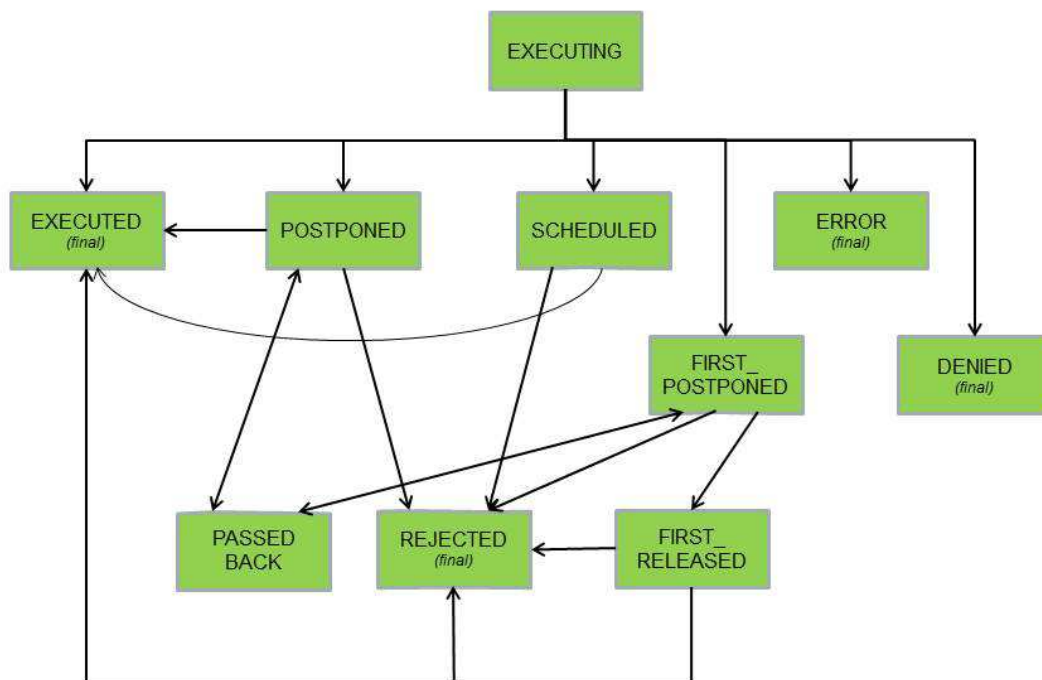 EXECUTING
EXECUTED
(final)
POSTPONED
SCHEDULED
ERROR
(final)
FIRST_
POSTPONED
DENIED
(final)
PASSED
BACK
REJECTED
(final)
FIRST_
RELEASED